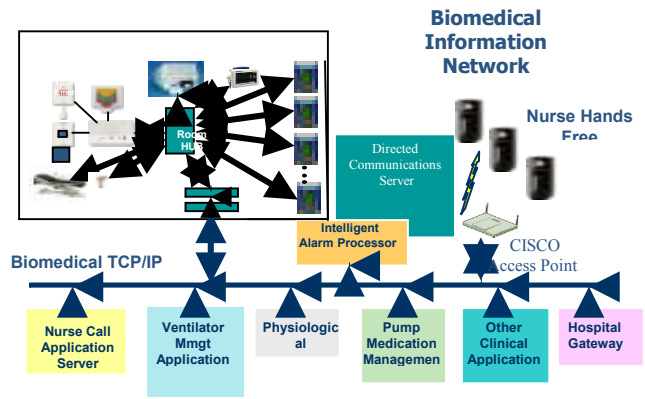 Biomedical
Information
Network
Room
HUB
Nurse Hands
Free
Directed
Communications
Server
Intelligent
Alarm Processor
CISCO
Access Point
Biomedical TCP/IP
Nurse Call
Application
Server
Ventilator
Mmgt
Application
Physiologic
al
Pump
Medication
Managemen
Other
Clinical
Application
Hospital
Gateway